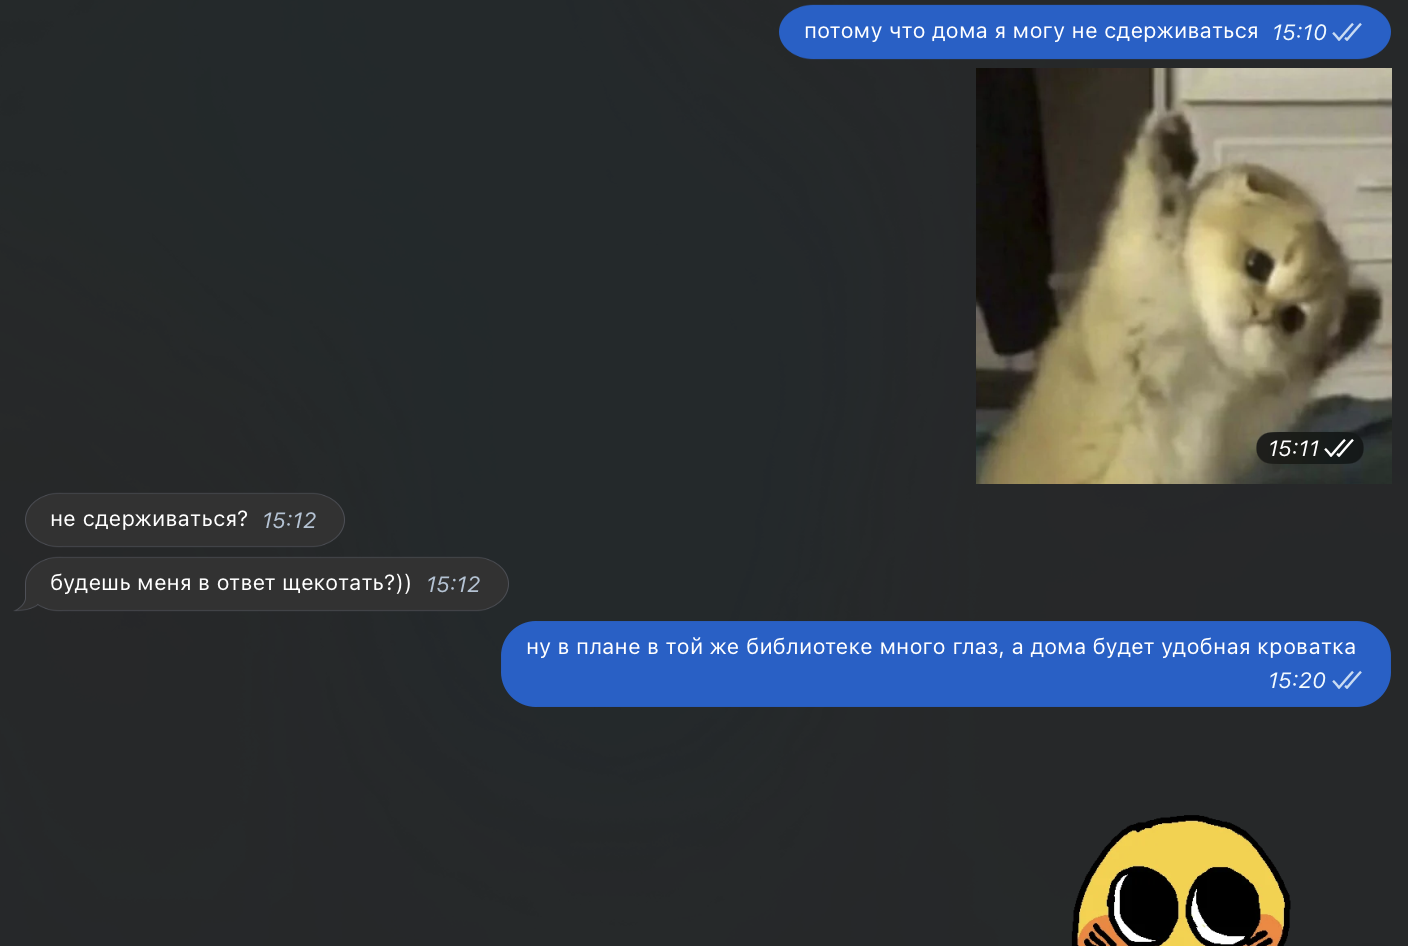 потому что дома я могу не сдерживаться 15:10
15:11
не сдерживаться? 15:12
будешь меня в ответ щекотать?)) 15:12
ну в плане в той же библиотеке много глаз, а дома будет удобная кроватка
15:20